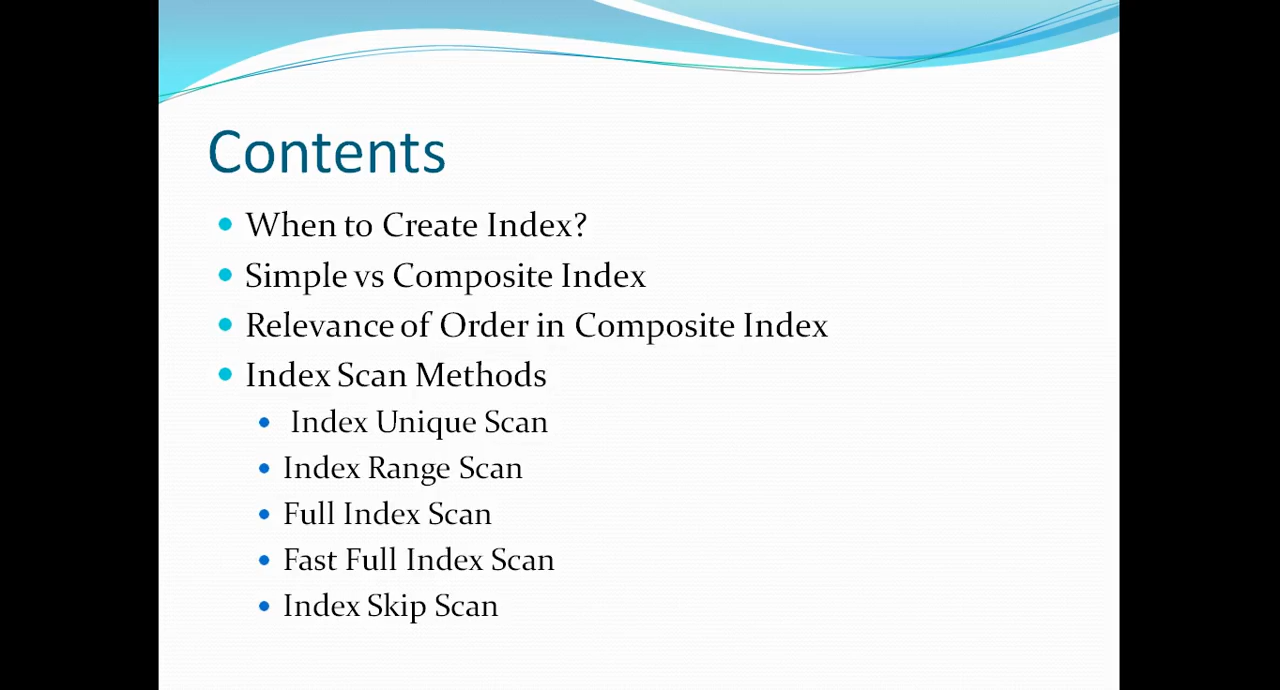 Contents
When to Create Index?
Simple vs Composite Index
Relevance of Order in Composite Index
Index Scan Methods
Index Unique Scan
Index Range Scan
Full Index Scan
Fast Full Index Scan
Index Skip Scan